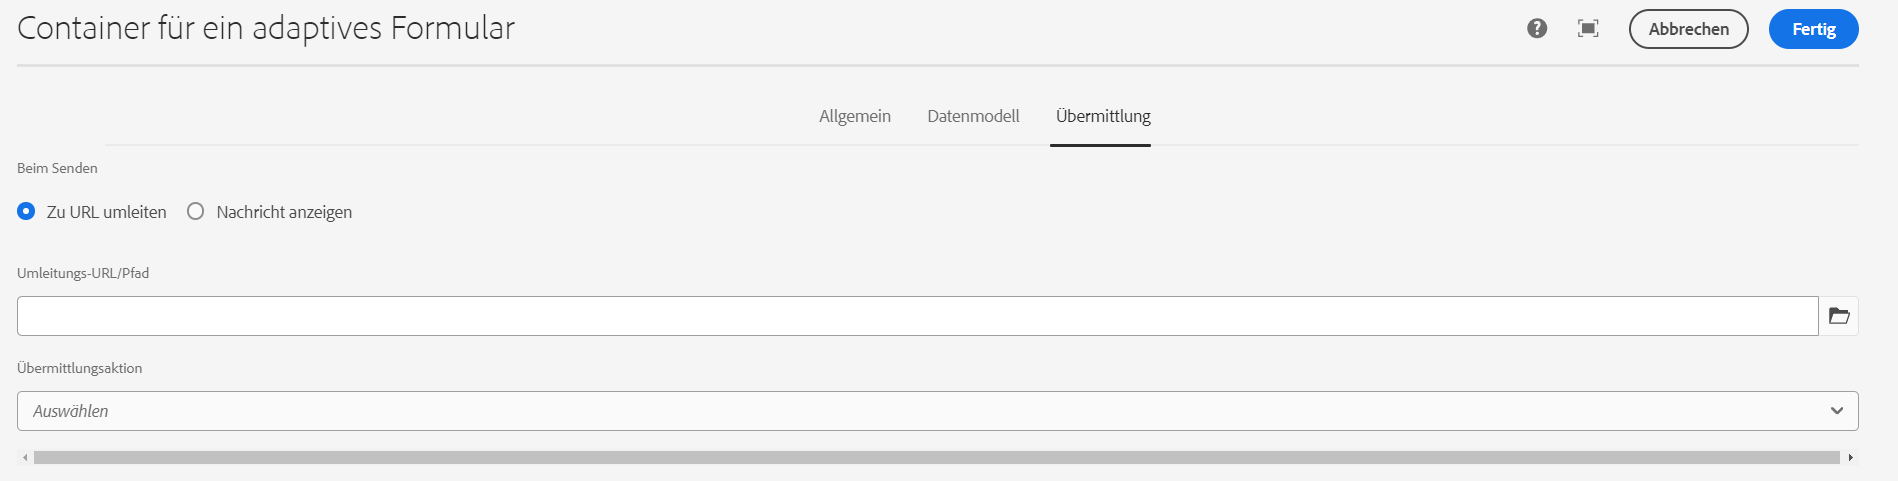 Container für ein adaptives Formular
Abbrechen
Fertig
Allgemein
Datenmodell
Übermittlung
Beim Senden
Zu URL umleiten
Nachricht anzeigen
Umleitungs-URL/Pfad
Übermittlungsaktion
Auswählen